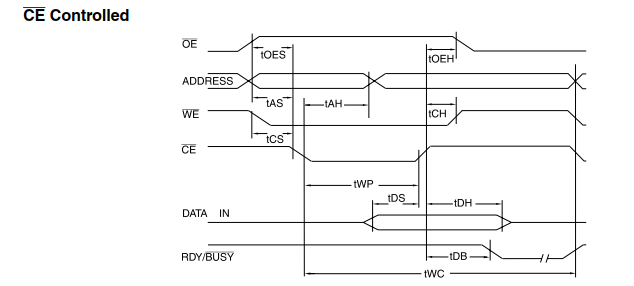 CE Controlled
OE
tOES
tOEH
ADDRESS
tAS
tAH
WE
tCH
tCS
CE
tWP
tDS
tDH
DATA IN
RDY/BUSY
tDB
tWC